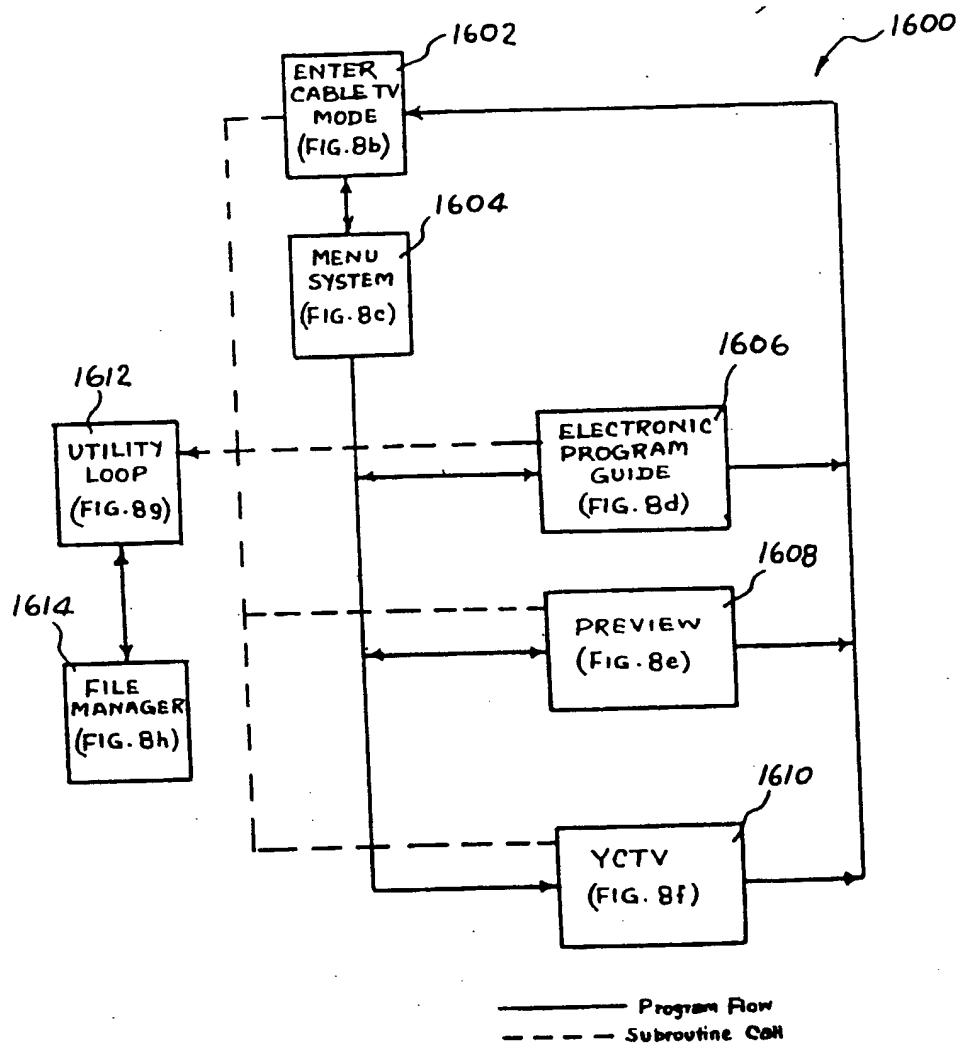 1600
1602
ENTER
CABLE TV
MODE
(FIG. 8b)
1604
MENU
SYSTEM
(FIG. 8c)
1606
ELECTRONIC
PROGRAM
GUIDE
(FIG. 8d)
1612
UTILITY
LOOP
(FIG. 8g)
1608
PREVIEW
(FIG. 8e)
1614
FILE
MANAGER
(FIG. 8h)
1610
YCTV
(FIG. 8f)
Program Flow
Subroutine Call